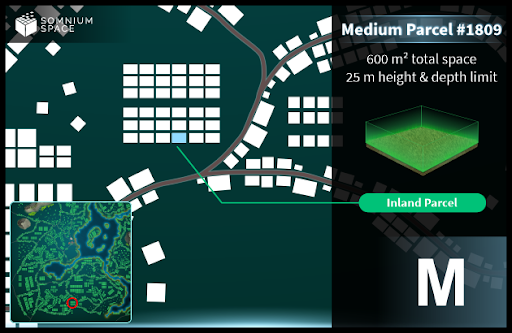 SOMNIUM
SPACE
Medium Parcel #1809
600 m² total space
25 m height & depth limit
Inland Parcel
M